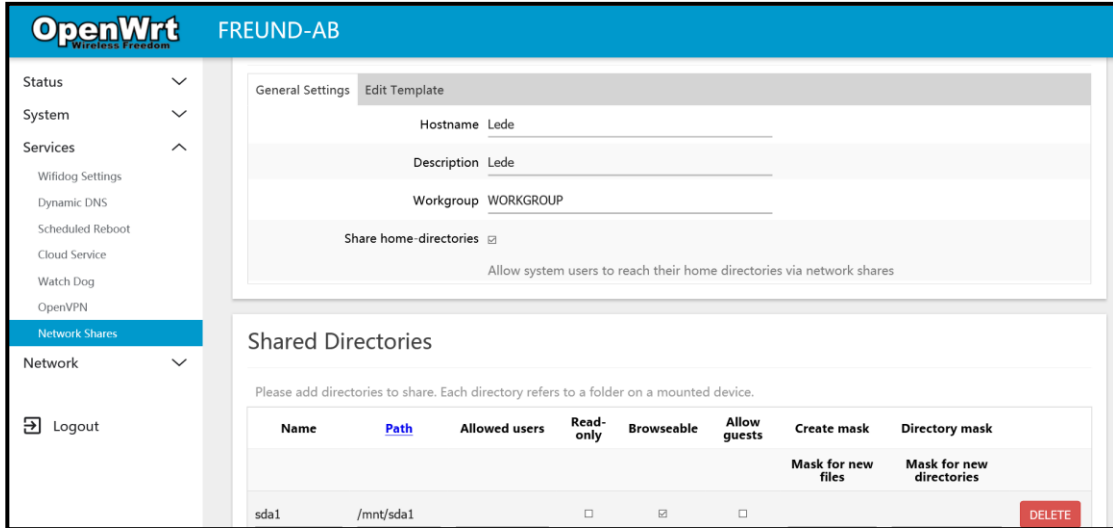 OpenWrt
Wireless Freedom
FREUND-AB
Status
System
Services
Wifidog Settings
Dynamic DNS
Scheduled Reboot
Cloud Service
Watch Dog
OpenVPN
Network Shares
Network
Logout
General Settings Edit Template
Hostname Lede
Description Lede
Workgroup WORKGROUP
Share home-directories
Allow system users to reach their home directories via network shares
Shared Directories
Please add directories to share. Each directory refers to a folder on a mounted device.
Name Path Allowed users Read-only Browseable Allow guests Create mask Directory mask
Mask for new files Mask for new directories
sda1 /mnt/sda1 DELETE